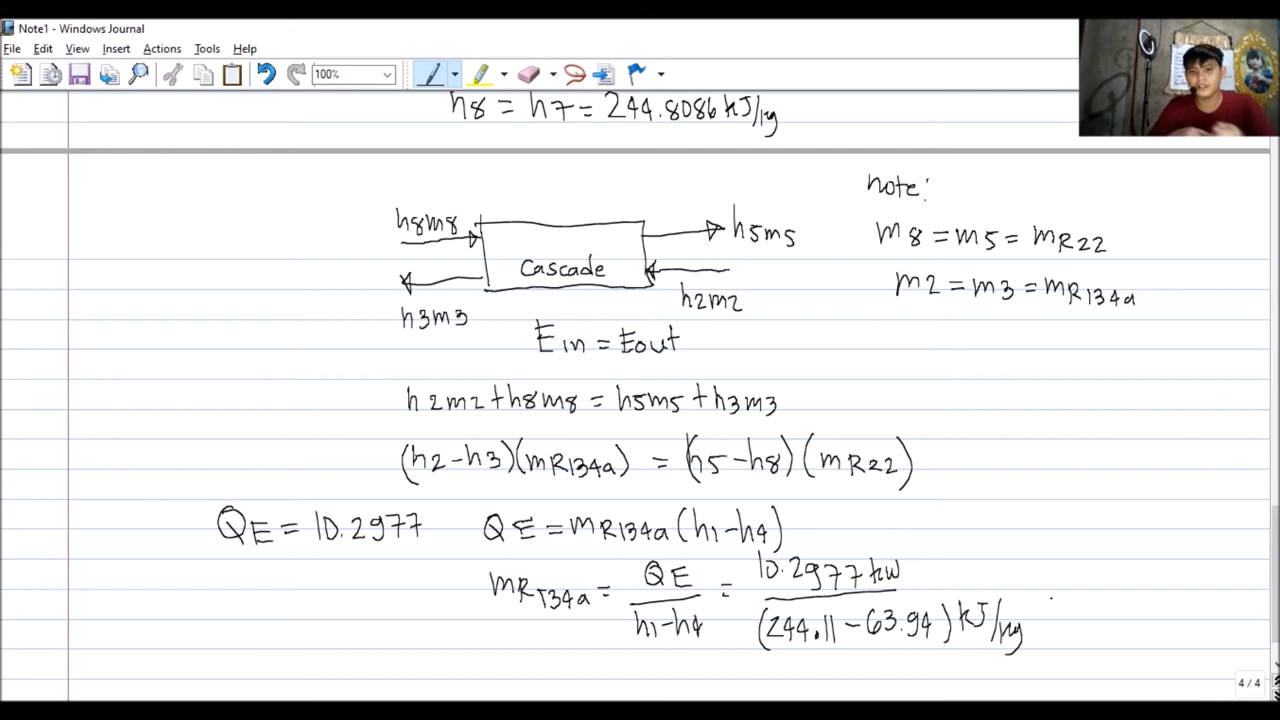 Note1 - Windows Journal
File Edit View Insert Actions Tools Help
100%
h8 = h7 = 244.8086 kJ/kg
note:
h8m8
h5m5
m8 = m5 = mR22
Cascade
h2m2
m2 = m3 = mR134a
h3m3
Ein = Eout
h2m2 + h8m8 = h5m5 + h3m3
(h2-h3)(mR134a) = (h5-h8)(mR22)
QE = 10.2977 QE = mR134a(h1-h4)
mR134a = QE / h1-h4 = 10.2977 kW / (244.11 - 63.94) kJ/kg
4 / 4